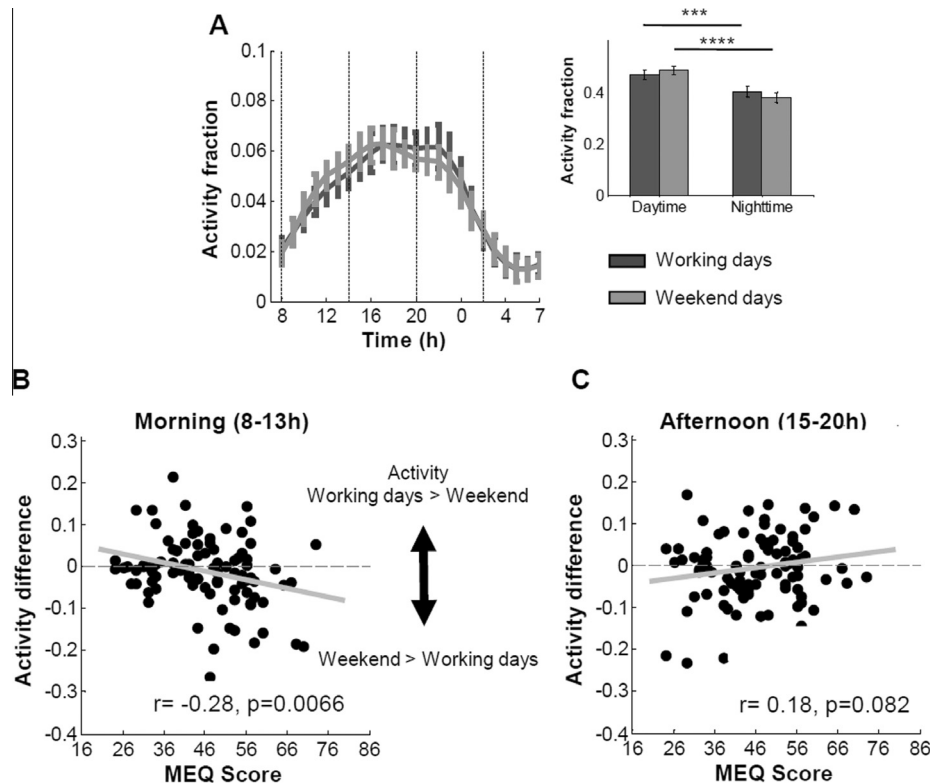 A
0.1
0.08
0.06
0.04
0.02
0
Activity fraction
8 12 16 20 0 4 7
Time (h)
***
****
0.4
0
Activity fraction
Daytime Nighttime
Working days
Weekend days
B
Morning (8-13h)
0.3
0.2
0.1
0
-0.1
-0.2
-0.3
-0.4
Activity difference
r= -0.28, p=0.0066
16 26 36 46 56 66 76 86
MEQ Score
Activity
Working days > Weekend
Weekend > Working days
C
Afternoon (15-20h)
0.3
0.2
0.1
0
-0.1
-0.2
-0.3
-0.4
Activity difference
r= 0.18, p=0.082
16 26 36 46 56 66 76 86
MEQ Score